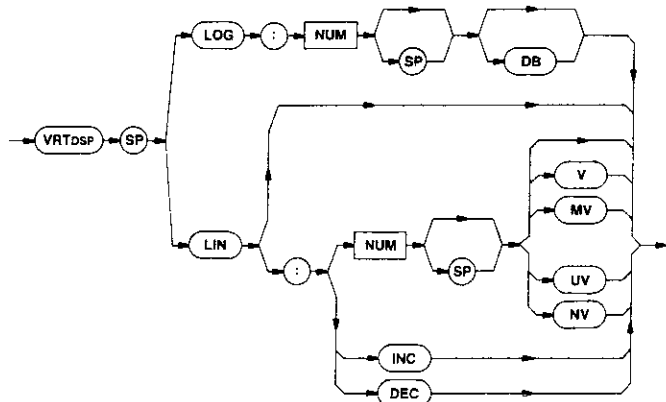 LOG : NUM SP DB
VRTDSP SP
V
MV
LIN : NUM SP
UV
NV
INC
DEC